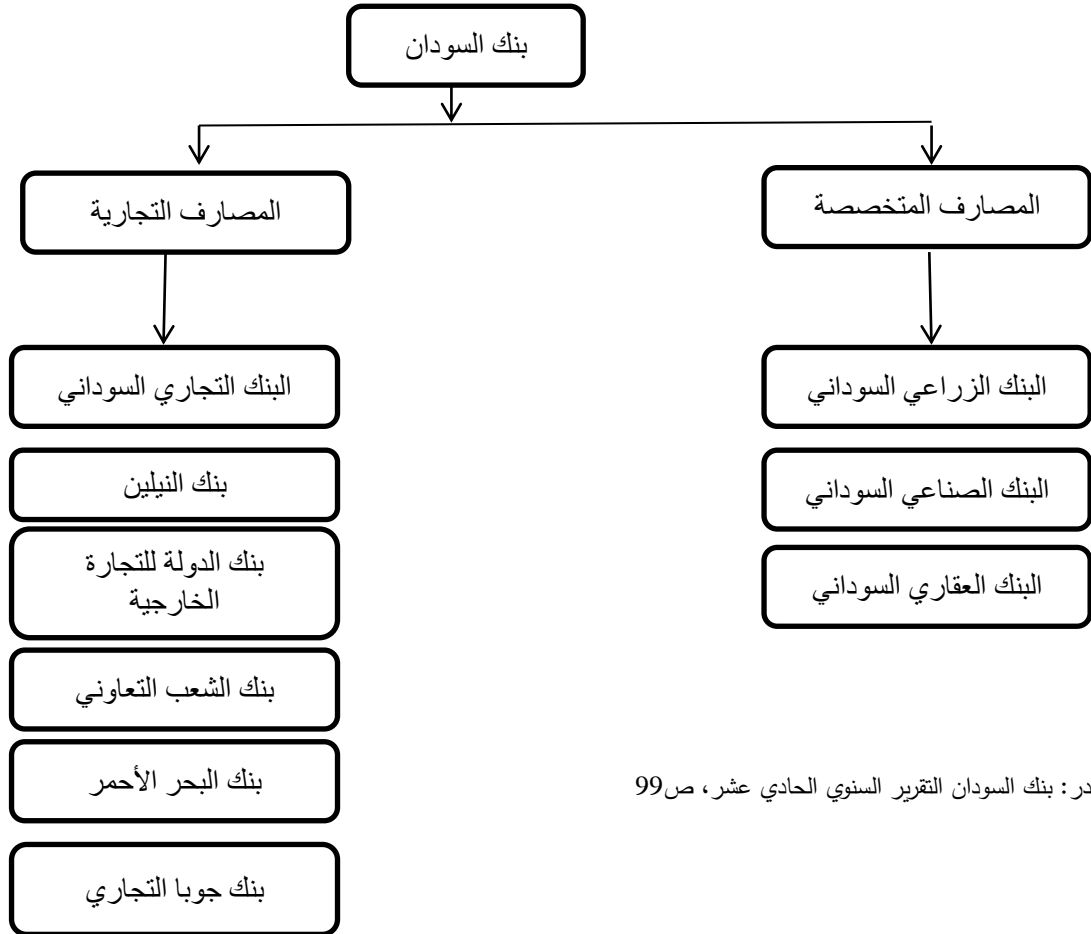 بنك السودان
المصارف المتخصصة
المصارف التجارية
البنك الزراعي السوداني
البنك الصناعي السوداني
البنك العقاري السوداني
البنك التجاري السوداني
بنك النيلين
بنك الدولة للتجارة
الخارجية
بنك الشعب التعاوني
بنك البحر الأحمر
بنك جوبا التجاري
در: بنك السودان التقرير السنوي الحادي عشر، ص99